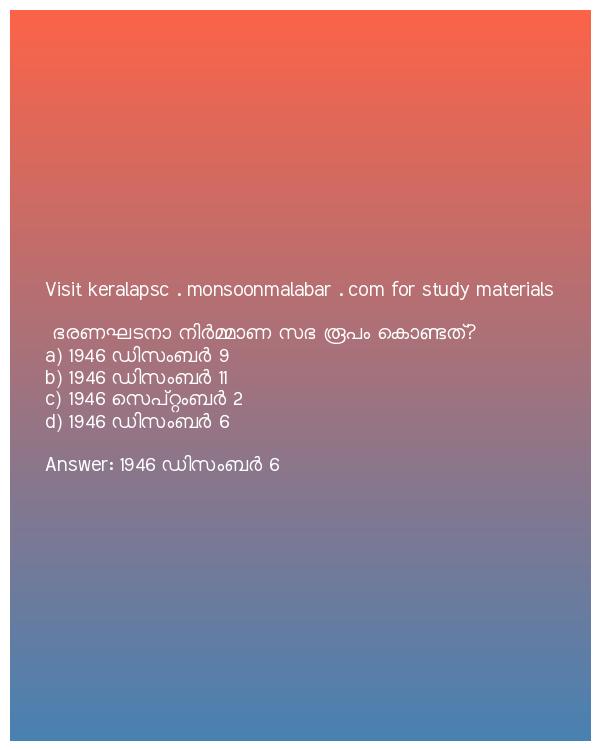 Visit keralapsc . monsoonmalabar . com for study materials
ഭരണഘടനാ നിർമ്മാണ സഭ രൂപം കൊണ്ടത്?
a) 1946 ഡിസംബർ 9
b) 1946 ഡിസംബർ 11
c) 1946 സെപ്റ്റംബർ 2
d) 1946 ഡിസംബർ 6
Answer: 1946 ഡിസംബർ 6